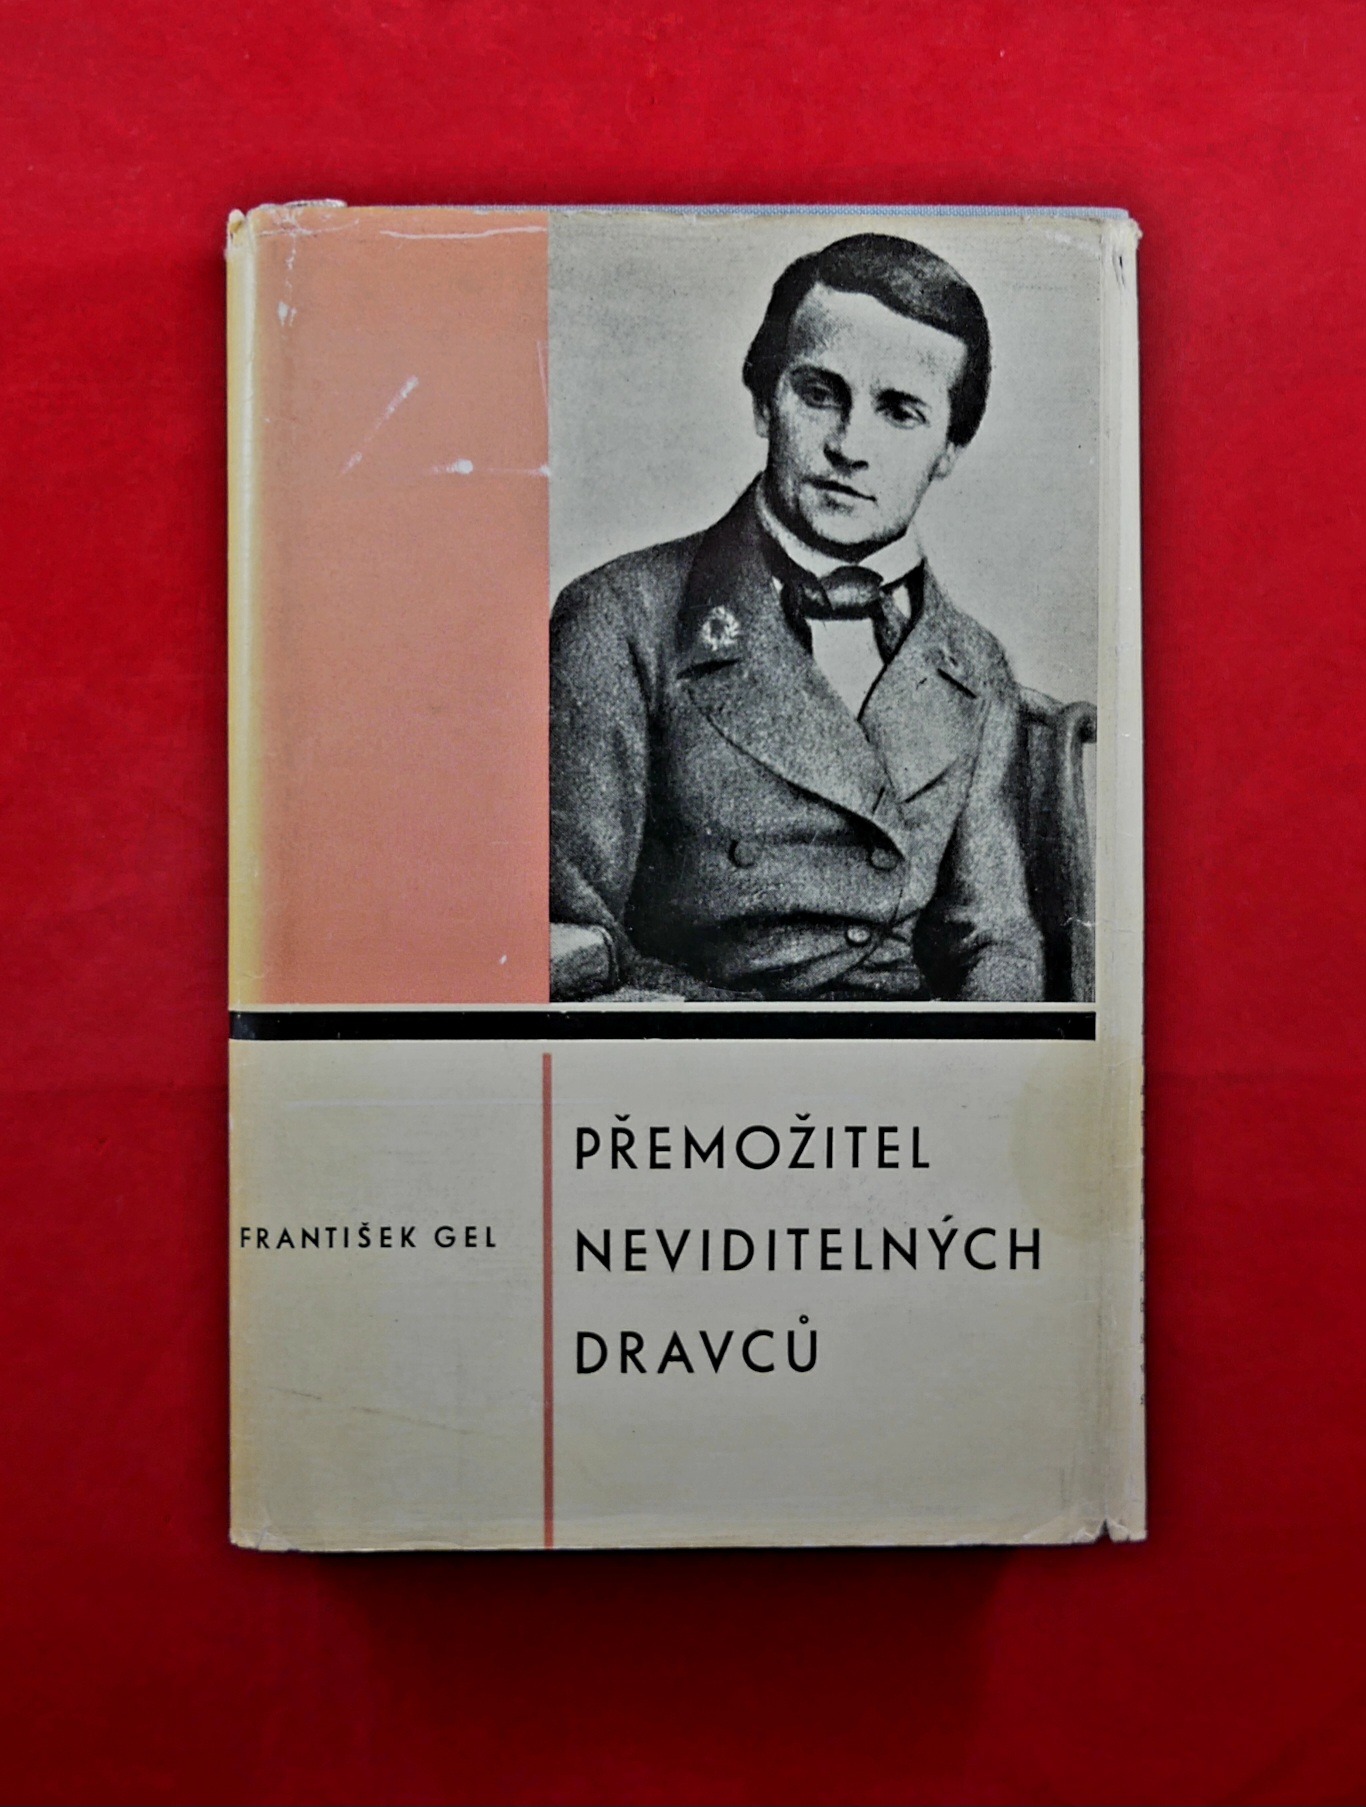 FRANTIŠEK GEL
PŘEMOŽITEL
NEVIDITELNÝCH
DRAVCŮ